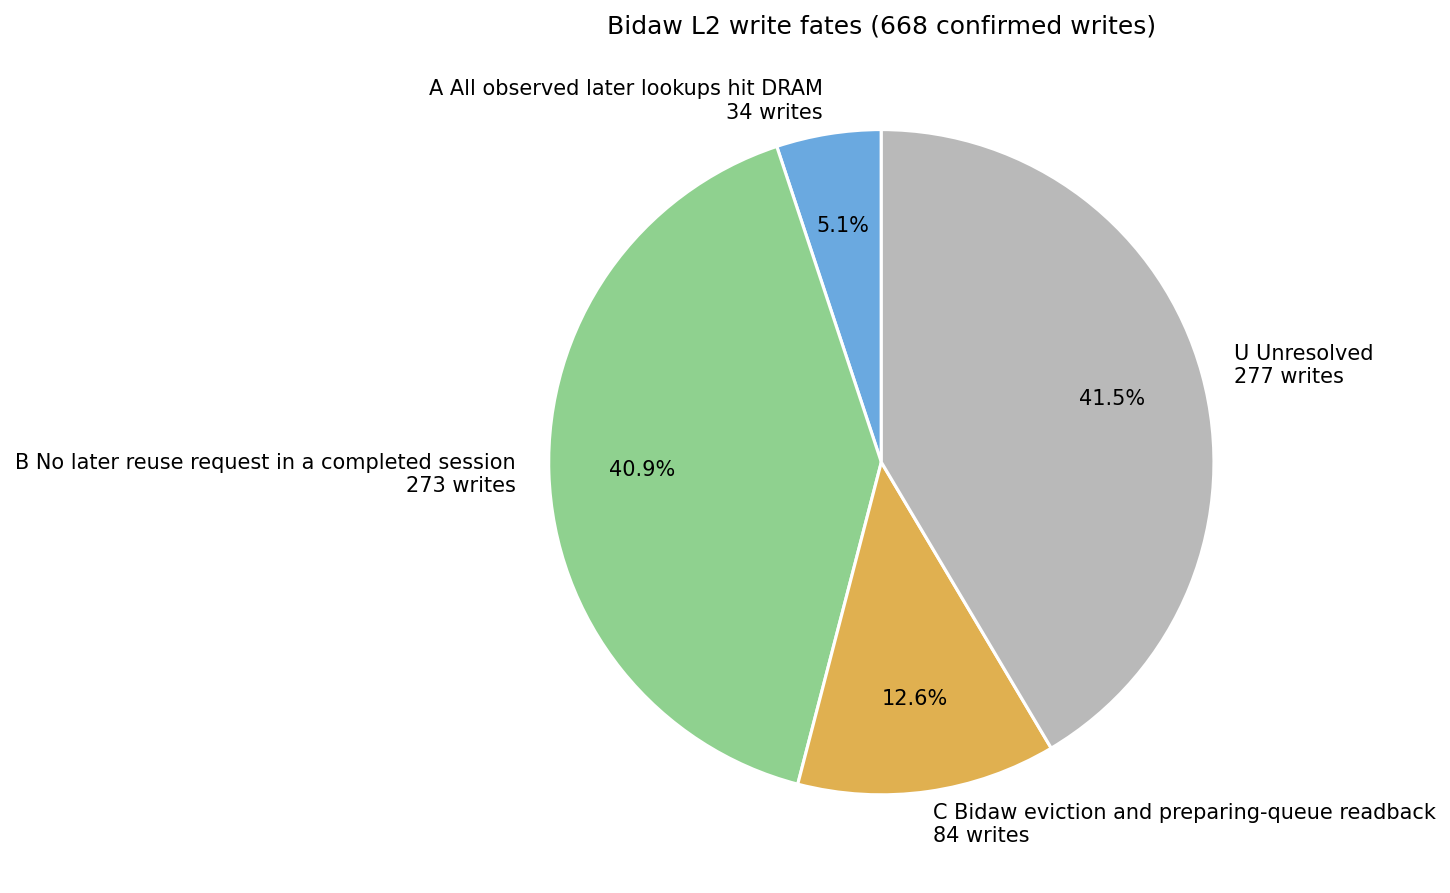 Bidaw L2 write fates (668 confirmed writes)
A All observed later lookups hit DRAM
34 writes
5.1%
U Unresolved
277 writes
41.5%
B No later reuse request in a completed session
273 writes
40.9%
12.6%
C Bidaw eviction and preparing-queue readback
84 writes